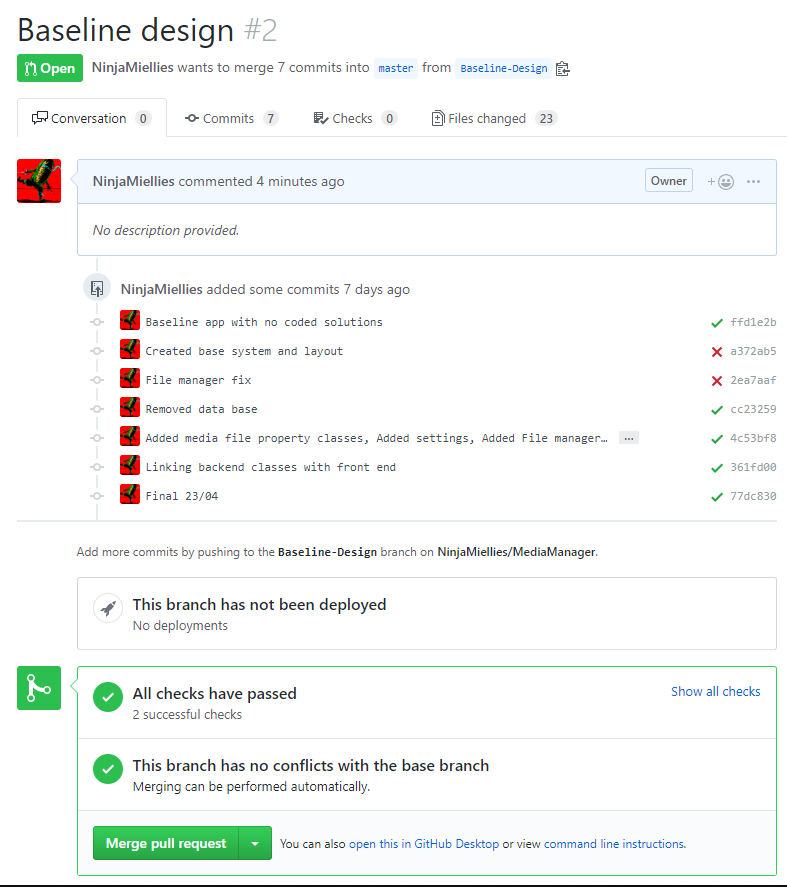 Baseline design #2
Open NinjaMiellies wants to merge 7 commits into master from Baseline-Design
Conversation 0 Commits 7 Checks 0 Files changed 23
NinjaMiellies commented 4 minutes ago Owner
No description provided.
NinjaMiellies added some commits 7 days ago
Baseline app with no coded solutions ffd1e2b
Created base system and layout a372ab5
File manager fix 2ea7aaf
Removed data base cc23259
Added media file property classes, Added settings, Added File manager… … 4c53bf8
Linking backend classes with front end 361fd00
Final 23/04 77dc830
Add more commits by pushing to the Baseline-Design branch on NinjaMiellies/MediaManager.
This branch has not been deployed
No deployments
All checks have passed Show all checks
2 successful checks
This branch has no conflicts with the base branch
Merging can be performed automatically.
Merge pull request You can also open this in GitHub Desktop or view command line instructions.